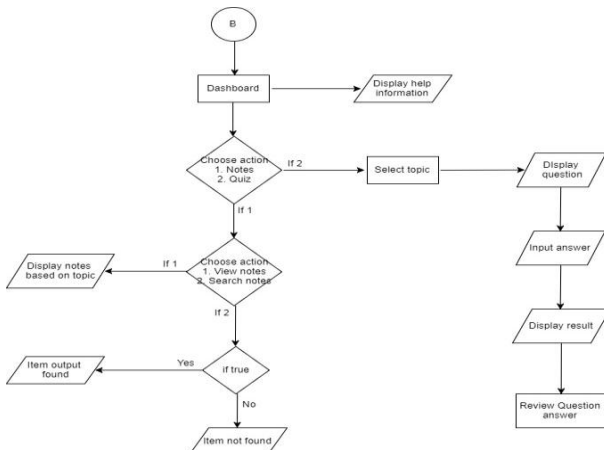 B
Dashboard
Display help
information
Choose action
1. Notes
2. Quiz
If 2
Select topic
DIsplay
question
If 1
Input answer
Display notes
based on topic
If 1
Choose action
1. View notes
2. Search notes
If 2
Display result
Item output
found
Yes
if true
Review Question
answer
No
Item not found